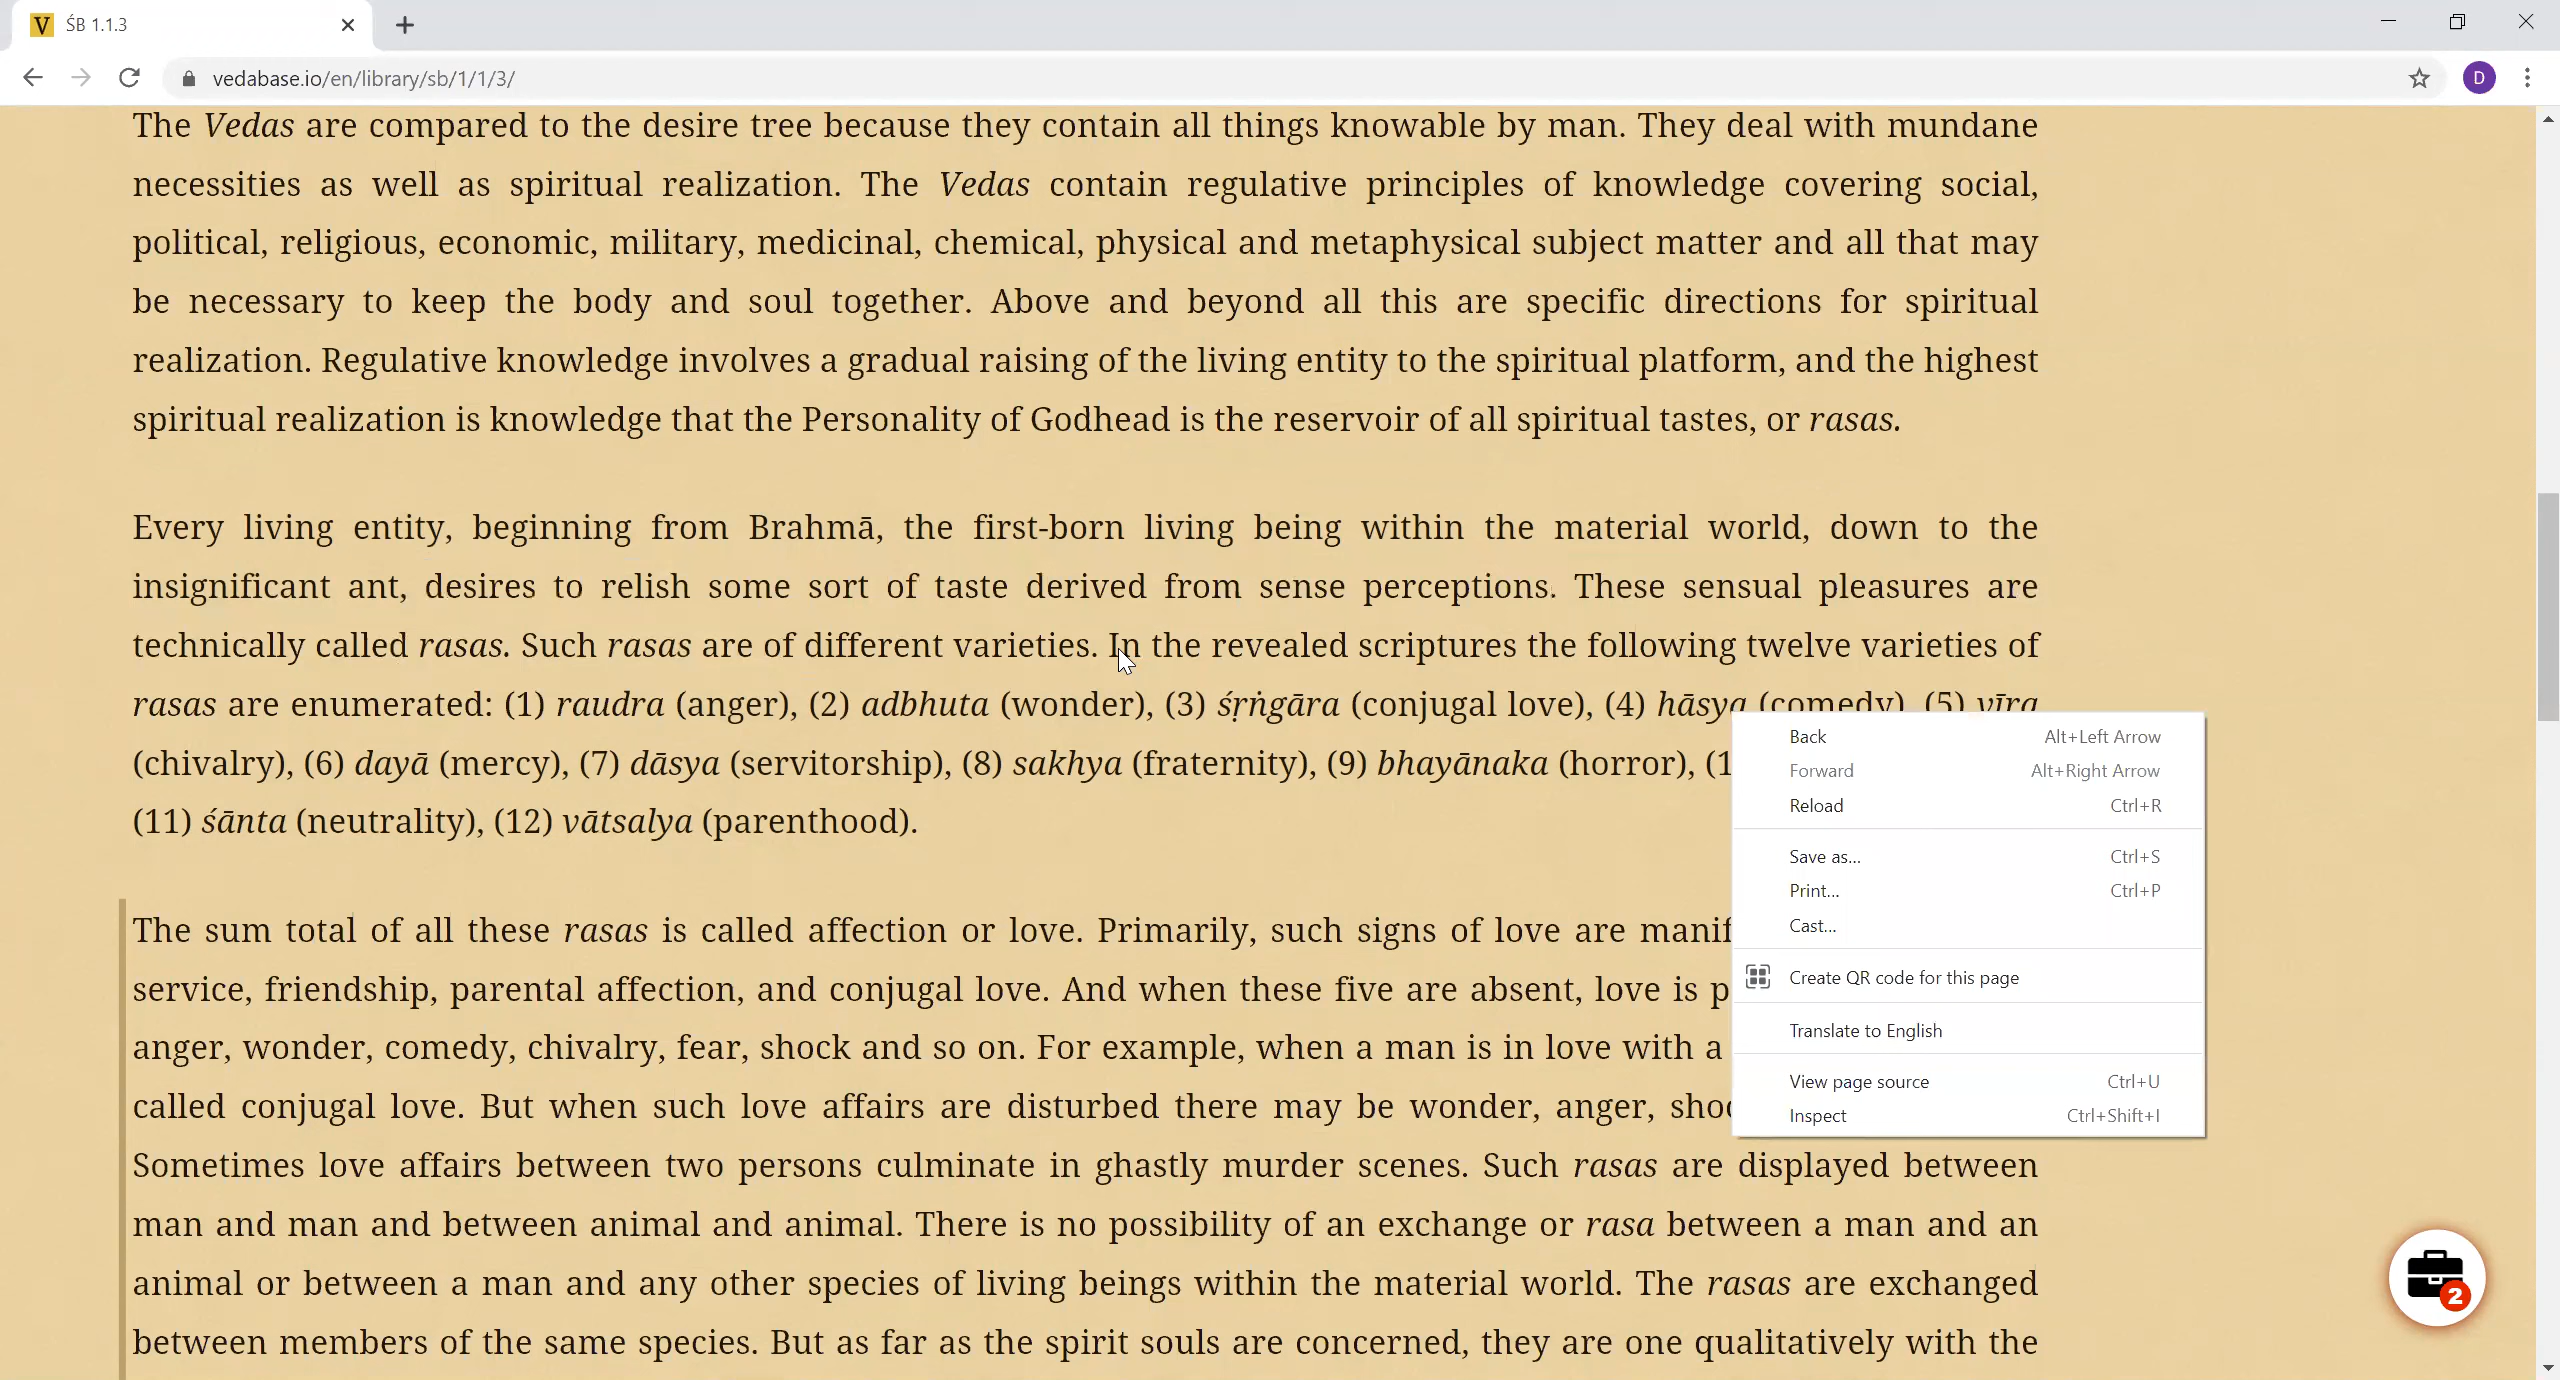 ŚB 1.1.3
vedabase.io/en/library/sb/1/1/3/
D
The Vedas are compared to the desire tree because they contain all things knowable by man. They deal with mundane
necessities as well as spiritual realization. The Vedas contain regulative principles of knowledge covering social,
political, religious, economic, military, medicinal, chemical, physical and metaphysical subject matter and all that may
be necessary to keep the body and soul together. Above and beyond all this are specific directions for spiritual
realization. Regulative knowledge involves a gradual raising of the living entity to the spiritual platform, and the highest
spiritual realization is knowledge that the Personality of Godhead is the reservoir of all spiritual tastes, or rasas.
Every living entity, beginning from Brahmā, the first-born living being within the material world, down to the
insignificant ant, desires to relish some sort of taste derived from sense perceptions. These sensual pleasures are
technically called rasas. Such rasas are of different varieties. In the revealed scriptures the following twelve varieties of
rasas are enumerated: (1) raudra (anger), (2) adbhuta (wonder), (3) śṛṅgāra (conjugal love), (4) hāsya (comedy), (5) vīra
(chivalry), (6) dayā (mercy), (7) dāsya (servitorship), (8) sakhya (fraternity), (9) bhayānaka (horror), (1
(11) śānta (neutrality), (12) vātsalya (parenthood).
The sum total of all these rasas is called affection or love. Primarily, such signs of love are manif
service, friendship, parental affection, and conjugal love. And when these five are absent, love is p
anger, wonder, comedy, chivalry, fear, shock and so on. For example, when a man is in love with a
called conjugal love. But when such love affairs are disturbed there may be wonder, anger, shoc
Sometimes love affairs between two persons culminate in ghastly murder scenes. Such rasas are displayed between
man and man and between animal and animal. There is no possibility of an exchange or rasa between a man and an
animal or between a man and any other species of living beings within the material world. The rasas are exchanged
between members of the same species. But as far as the spirit souls are concerned, they are one qualitatively with the
Back Alt+Left Arrow
Forward Alt+Right Arrow
Reload Ctrl+R
Save as... Ctrl+S
Print... Ctrl+P
Cast...
Create QR code for this page
Translate to English
View page source Ctrl+U
Inspect Ctrl+Shift+I
2